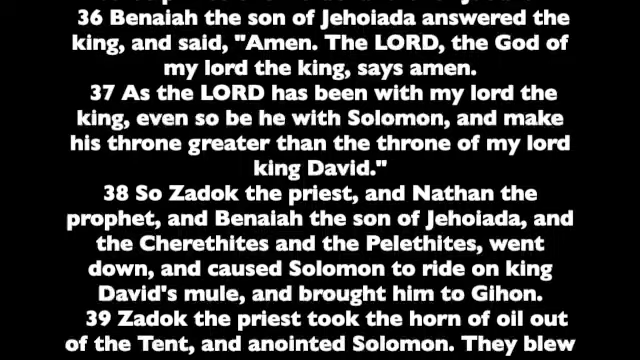 36 Benaiah the son of Jehoiada answered the
king, and said, "Amen. The LORD, the God of
my lord the king, says amen.
37 As the LORD has been with my lord the
king, even so be he with Solomon, and make
his throne greater than the throne of my lord
king David."
38 So Zadok the priest, and Nathan the
prophet, and Benaiah the son of Jehoiada, and
the Cherethites and the Pelethites, went
down, and caused Solomon to ride on king
David's mule, and brought him to Gihon.
39 Zadok the priest took the horn of oil out
of the Tent, and anointed Solomon. They blew